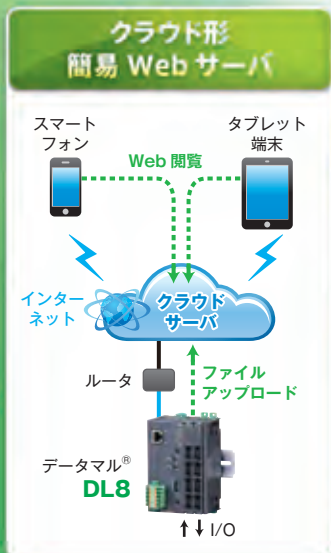 クラウド形
簡易 Web サーバ
スマート
フォン
タブレット
端末
Web 閲覧
インター
ネット
クラウド
サーバ
ルータ
ファイル
アップロード
データマル®
DL8
I/O